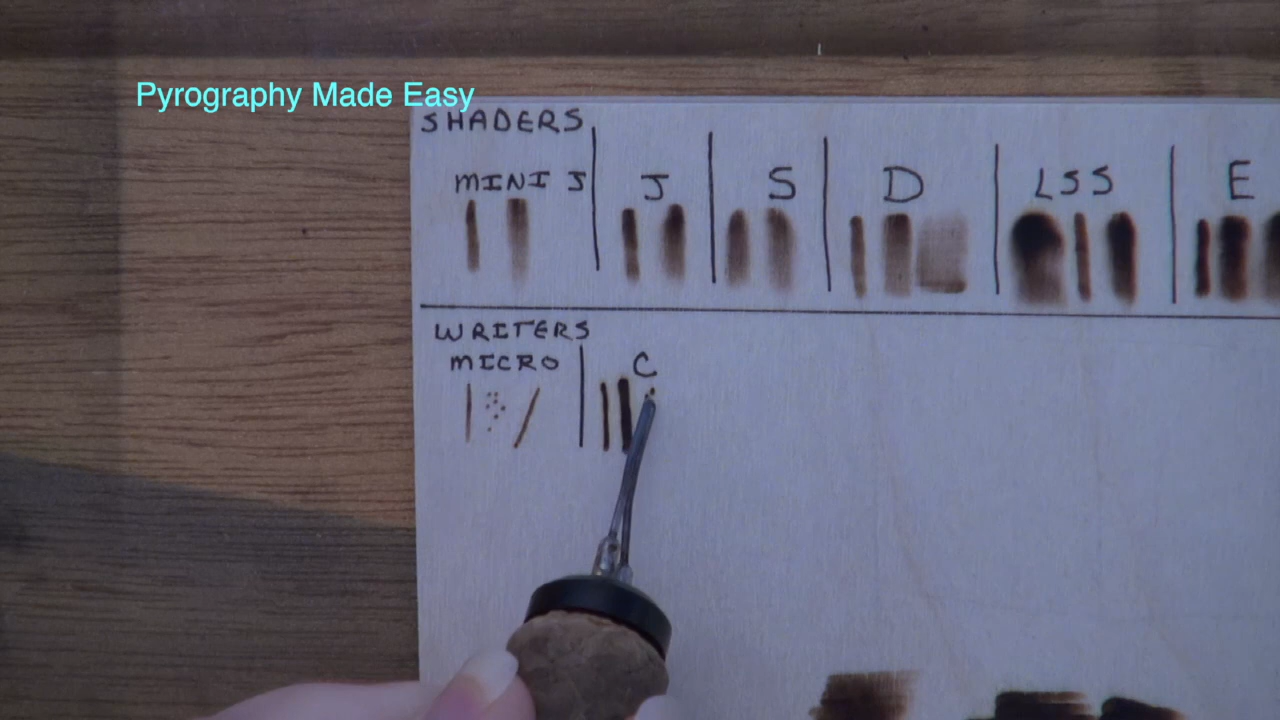 Pyrography Made Easy
SHADERS
MINI J J S D LSS E
WRITERS
MICRO C